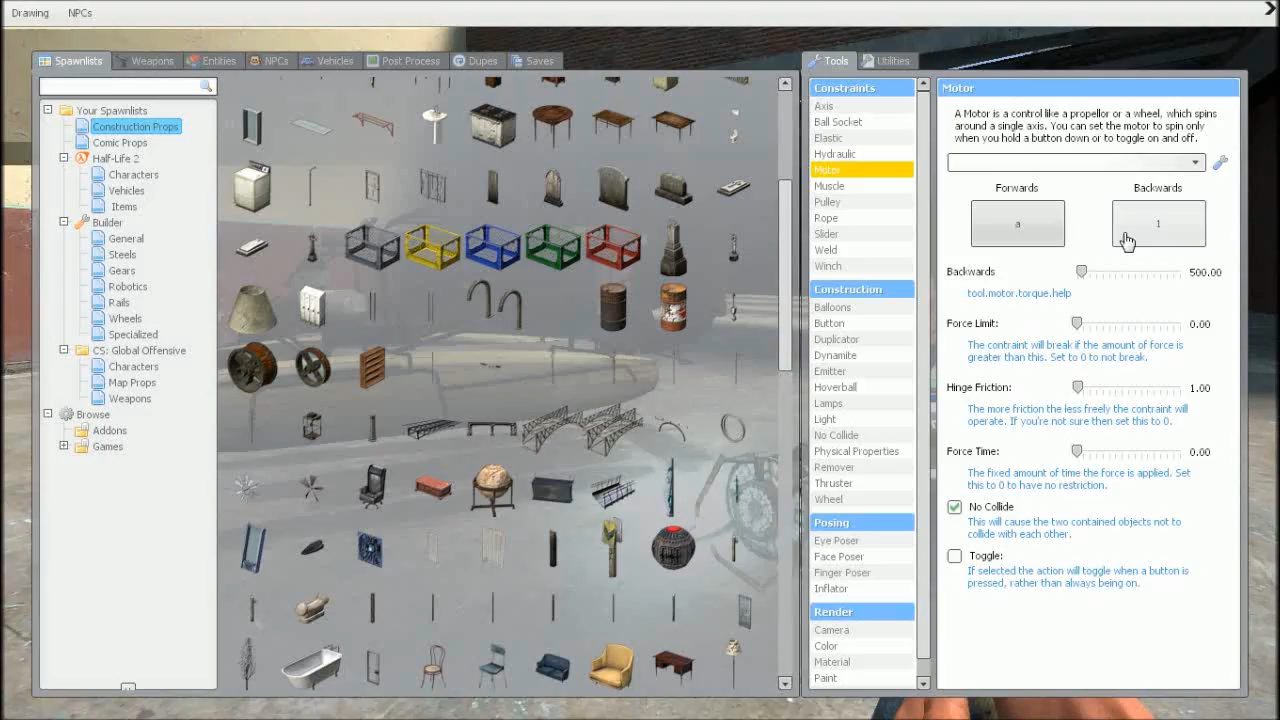 Drawing NPCs
Spawnlists Weapons Entities NPCs Vehicles Post Process Dupes Saves
Your Spawnlists
Construction Props
Comic Props
Half-Life 2
Characters
Vehicles
Items
Builder
General
Steels
Gears
Robotics
Rails
Wheels
Specialized
CS: Global Offensive
Characters
Map Props
Weapons
Browse
Addons
Games
Tools Utilities
Constraints
Axis
Ball Socket
Elastic
Hydraulic
Motor
Muscle
Pulley
Rope
Slider
Weld
Winch
Construction
Balloons
Button
Duplicator
Dynamite
Emitter
Hoverball
Lamps
Light
No Collide
Physical Properties
Remover
Thruster
Wheel
Posing
Eye Poser
Face Poser
Finger Poser
Inflator
Render
Camera
Color
Material
Paint
Motor
A Motor is a control like a propellor or a wheel, which spins
around a single axis. You can set the motor to spin only
when you hold a button down or to toggle on and off.
Forwards Backwards
a 1
Backwards 500.00
tool.motor.torque.help
Force Limit: 0.00
The contraint will break if the amount of force is
greater than this. Set to 0 to not break.
Hinge Friction: 1.00
The more friction the less freely the contraint will
operate. If you're not sure then set this to 0.
Force Time: 0.00
The fixed amount of time the force is applied. Set
this to 0 to have no restriction.
No Collide
This will cause the two contained objects not to
collide with each other.
Toggle:
If selected the action will toggle when a button is
pressed, rather than always being on.